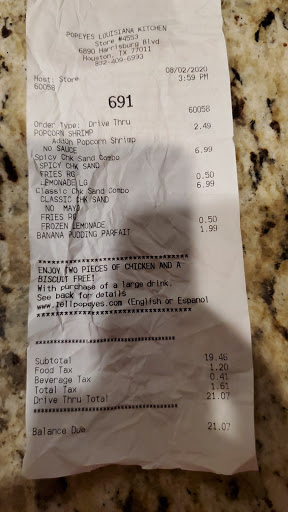 POPEYES LOUISIANA KITCHEN
Store #4553
6890 Harrisburg Blvd
Houston, TX 77011
832-409-6993
08/02/2020
Host: Store 3:59 PM
60058
691
60058
Order Type: Drive Thru
POPCORN SHRIMP 2.49
Addon Popcorn Shrimp
NO SAUCE
Spicy Chk Sand Combo 6.99
SPICY CHK SAND
FRIES RG
LEMONADE LG 0.50
Classic Chk Sand Combo 6.99
CLASSIC CHK SAND
NO MAYO
FRIES RG
FROZEN LEMONADE 0.50
BANANA PUDDING PARFAIT 1.99
ENJOY TWO PIECES OF CHICKEN AND A
BISCUIT FREE!
With purchase of a large drink.
See back for details
www.tellpopeyes.com (English or Espanol
Subtotal 19.46
Food Tax 1.20
Beverage Tax 0.41
Total Tax 1.61
Drive Thru Total 21.07
Balance Due 21.07